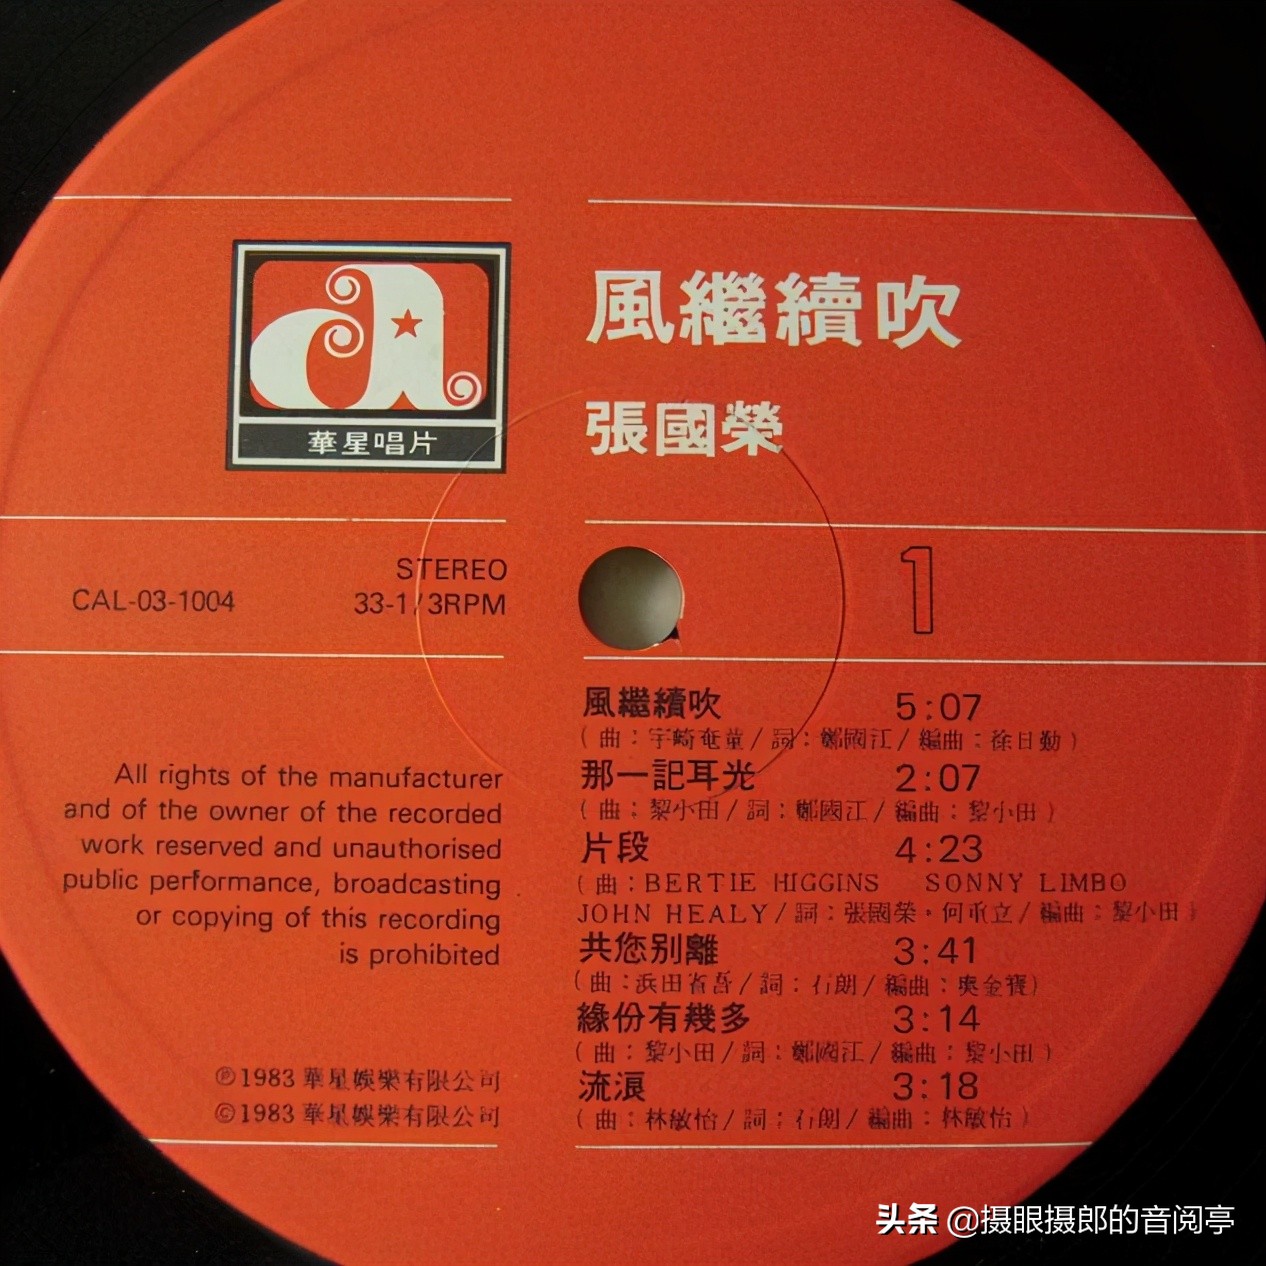 華星唱片
風繼續吹
張國榮
STEREO
CAL-03-1004
33-1/3RPM
1
風繼續吹 5:07
(曲:宇崎竜童/詞:鄭國江/編曲:徐日勤)
那一記耳光 2:07
(曲:黎小田/詞:鄭國江/編曲:黎小田)
片段 4:23
(曲:BERTIE HIGGINS SONNY LIMBO
JOHN HEALY/詞:張國榮·何重立/編曲:黎小田)
共您别離 3:41
(曲:浜田省吾/詞:石朗/編曲:奧金寶)
緣份有幾多 3:14
(曲:黎小田/詞:鄭國江/編曲:黎小田)
流浪 3:18
(曲:林敏怡/詞:石朗/編曲:林敏怡)
All rights of the manufacturer
and of the owner of the recorded
work reserved and unauthorised
public performance, broadcasting
or copying of this recording
is prohibited
℗1983 華星娛樂有限公司
©1983 華星娛樂有限公司
头条 @摄眼摄郎的音阅亭